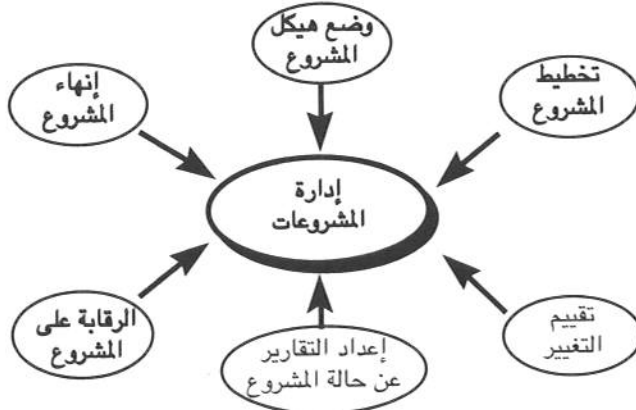 وضع هيكل
المشروع
تخطيط
المشروع
إنهاء
المشروع
إدارة
المشروعات
الرقابة على
المشروع
إعداد التقارير
عن حالة المشروع
تقييم
التغيير